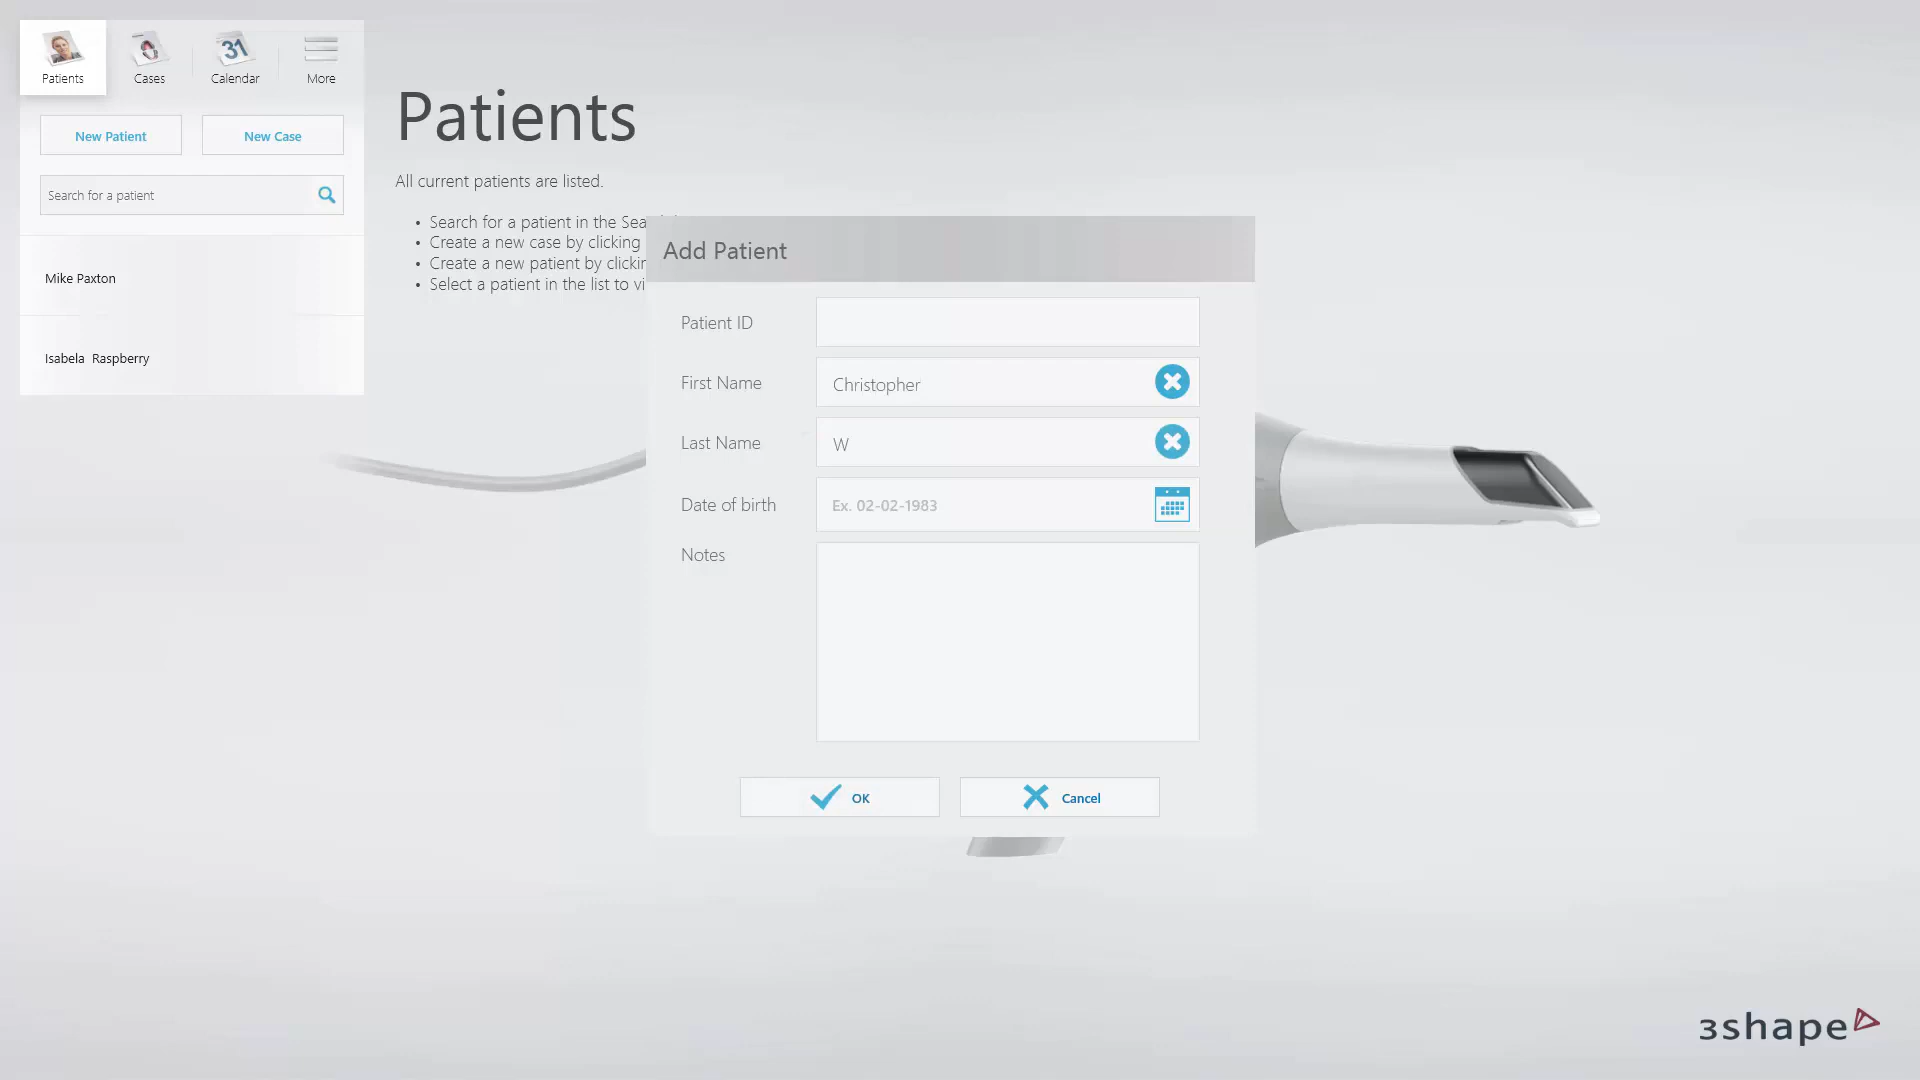 Patients
Cases
31
Calendar
More
New Patient
New Case
Search for a patient
Mike Paxton
Isabela Raspberry
Patients
All current patients are listed.
• Search for a patient in the Sea
• Create a new case by clicking
• Create a new patient by clickin
• Select a patient in the list to vi
Add Patient
Patient ID
First Name
Christopher
Last Name
W
Date of birth
Ex. 02-02-1983
Notes
OK
Cancel
3shape